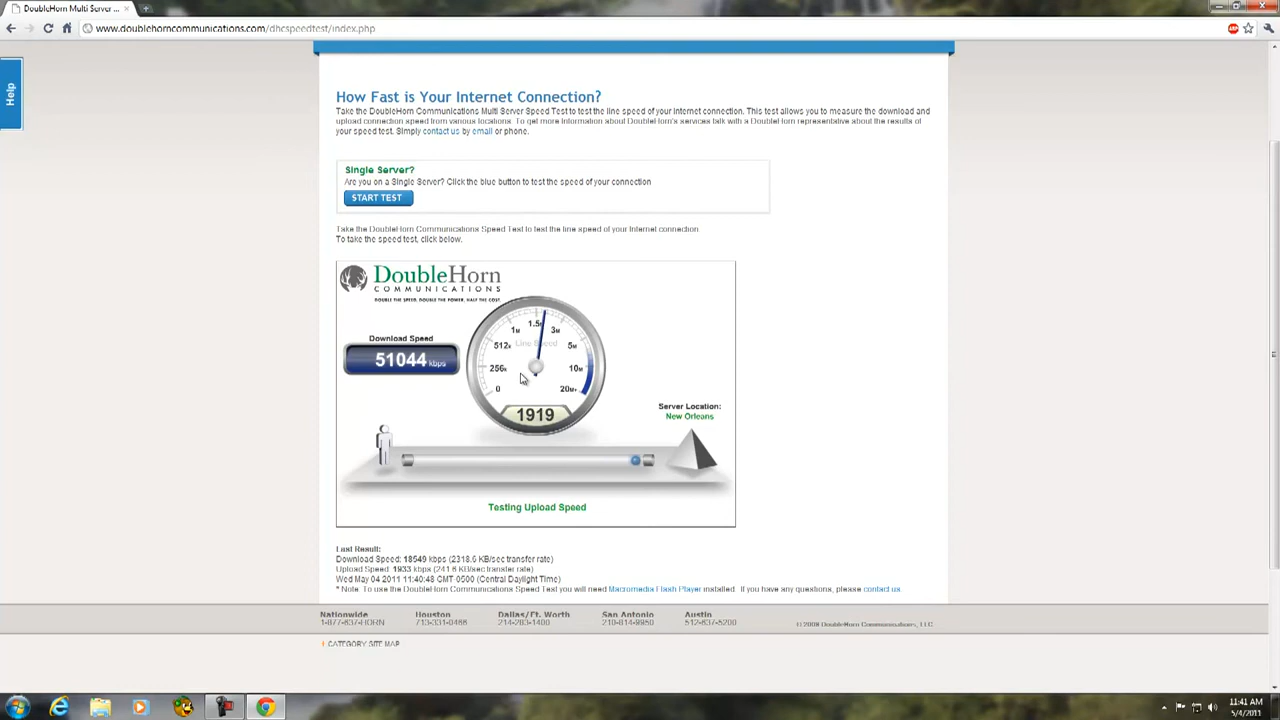 DoubleHorn Multi Server ...
www.doublehorncommunications.com/dhcspeedtest/index.php
Help
How Fast is Your Internet Connection?
Take the DoubleHorn Communications Multi Server Speed Test to test the line speed of your internet connection. This test allows you to measure the download and
upload connection speed from various locations. To get more information about DoubleHorn's services talk with a DoubleHorn representative about the results of
your speed test. Simply contact us by email or phone.
Single Server?
Are you on a Single Server? Click the blue button to test the speed of your connection
START TEST
Take the DoubleHorn Communications Speed Test to test the line speed of your Internet connection.
To take the speed test, click below.
DoubleHorn
COMMUNICATIONS
DOUBLE THE SPEED. DOUBLE THE POWER. HALF THE COST.
Download Speed
51044 kbps
0
256k
512k
1M
1.5M
3M
5M
10M
20M+
Line Speed
1919
Server Location:
New Orleans
Testing Upload Speed
Last Result:
Download Speed: 18549 kbps (2318.6 KB/sec transfer rate)
Upload Speed: 1933 kbps (241.6 KB/sec transfer rate)
Wed May 04 2011 11:40:48 GMT-0500 (Central Daylight Time)
* Note: To use the DoubleHorn Communications Speed Test you will need Macromedia Flash Player installed. If you have any questions, please contact us.
Nationwide Houston Dallas/Ft. Worth San Antonio Austin
1-877-637-HORN 713-331-0466 214-283-1400 210-814-9950 512-637-5200 © 2009 DoubleHorn Communications, LLC
CATEGORY SITE MAP
11:41 AM
5/4/2011